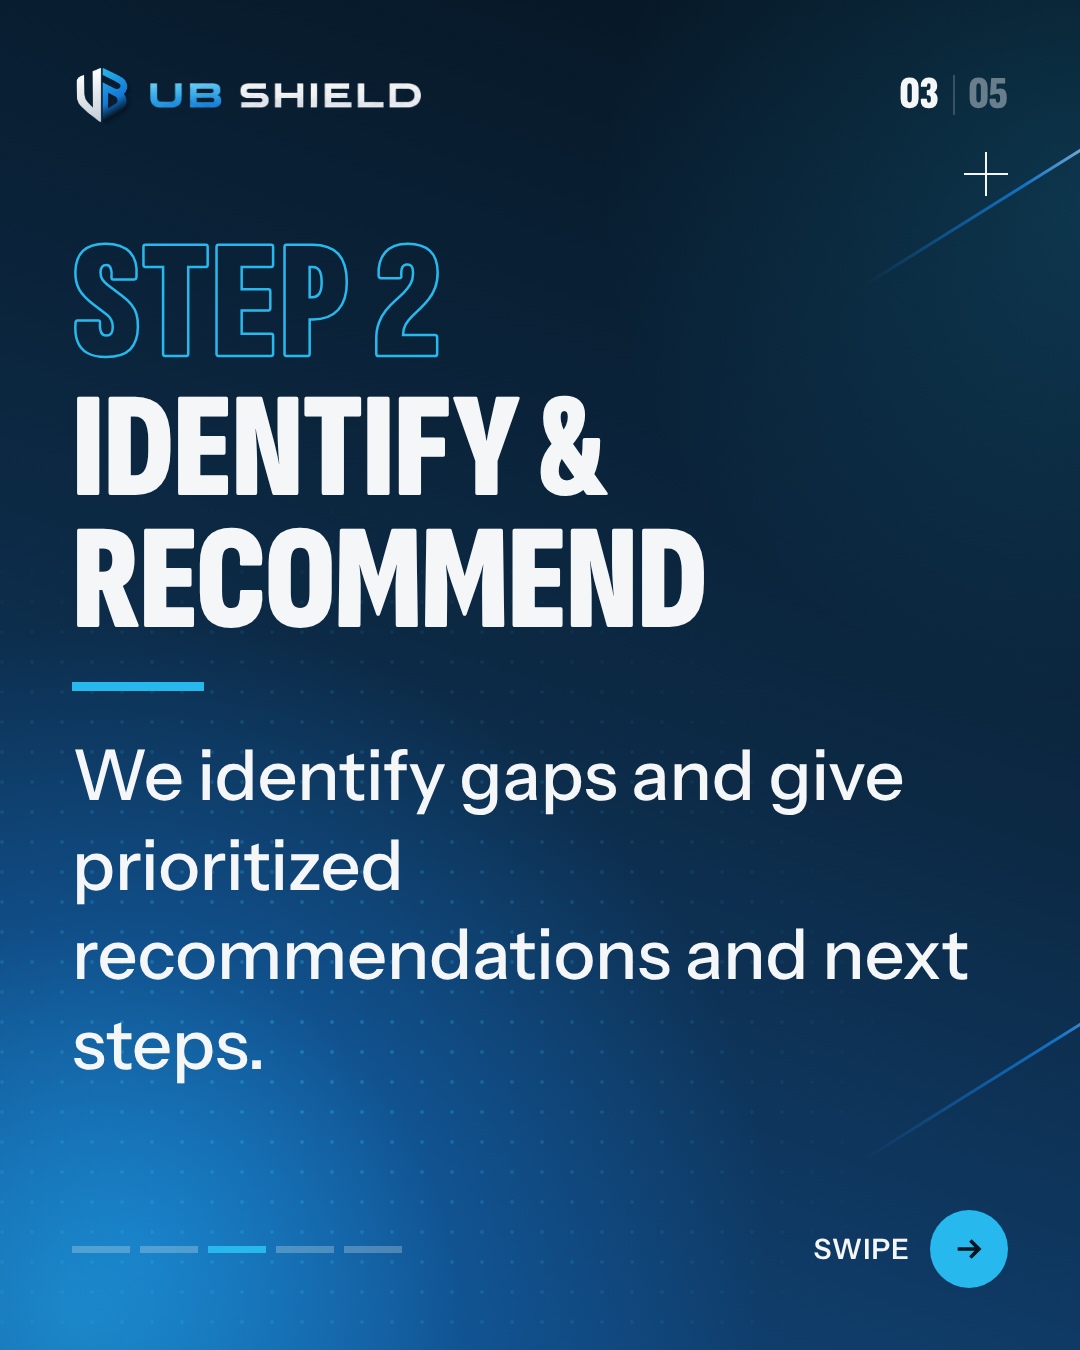 UB SHIELD
03 | 05
STEP 2
IDENTIFY &
RECOMMEND
We identify gaps and give
prioritized
recommendations and next
steps.
SWIPE